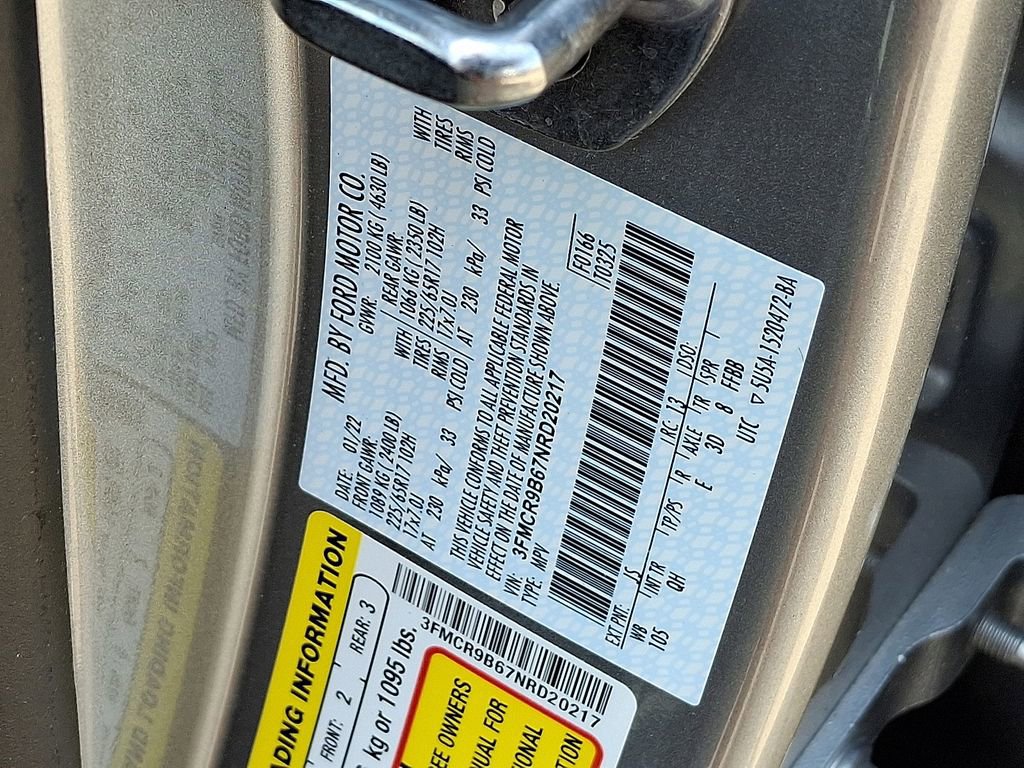 MFD. BY FORD MOTOR CO.
DATE: 01/22 GVWR: 2100 KG ( 4630 LB)
FRONT GAWR: REAR GAWR:
1089 KG ( 2400 LB) WITH 1066 KG ( 2350 LB) WITH
225/65R17 102H TIRES 225/65R17 102H TIRES
17x7.0J RIMS 17x7.0J RIMS
AT 230 kPa/ 33 PSI COLD AT 230 kPa/ 33 PSI COLD
THIS VEHICLE CONFORMS TO ALL APPLICABLE FEDERAL MOTOR
VEHICLE SAFETY AND THEFT PREVENTION STANDARDS IN
EFFECT ON THE DATE OF MANUFACTURE SHOWN ABOVE
VIN: 3FMCR9B67NRD20217
TYPE: MPV
F0166
T0325
EXT PNT: JS RC: 13 DSO:
WB INT TR TP/PS R AXLE TR SPR
105 QH E 3D 8 FFBB
UTC ▽5U5A-1520472-BA
ADING INFORMATION
FRONT: 2 REAR: 3
kg or 1095 lbs.
3FMCR9B67NRD20217
EE OWNERS
NUAL FOR
IONAL
TION